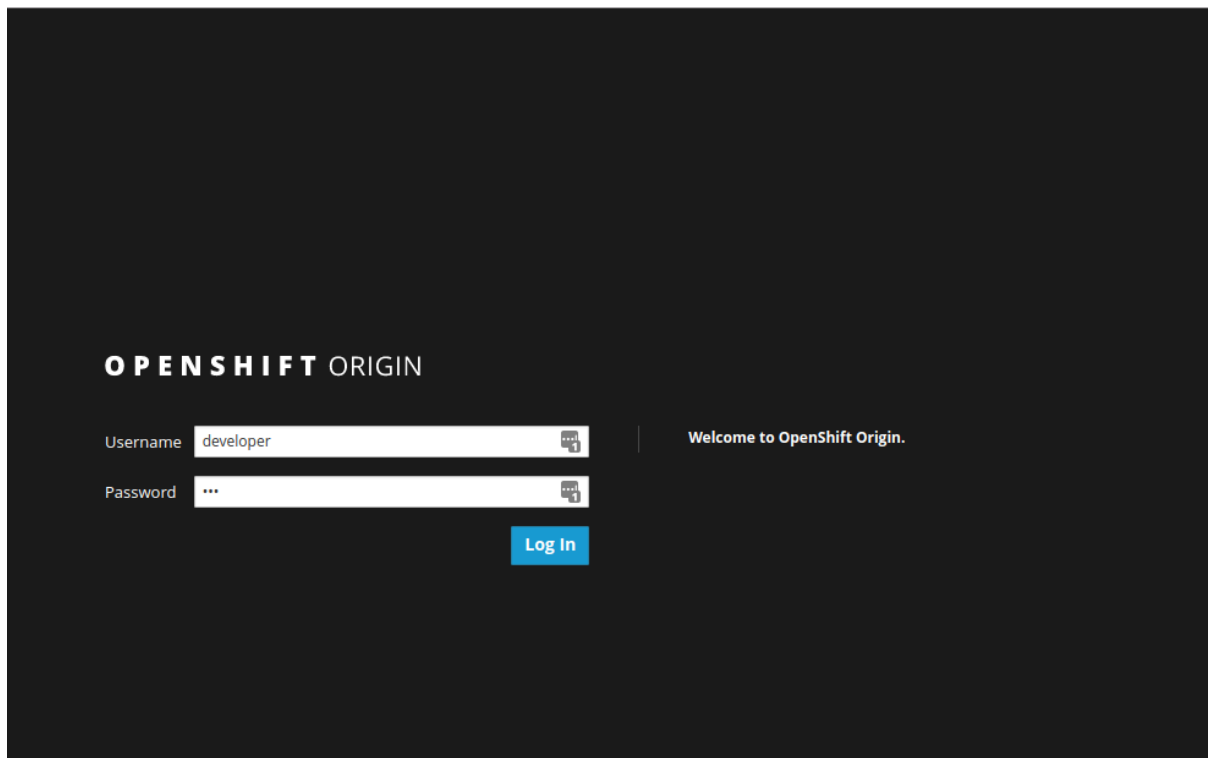 OPENSHIFT ORIGIN
Username developer
Password •••
Log In
Welcome to OpenShift Origin.